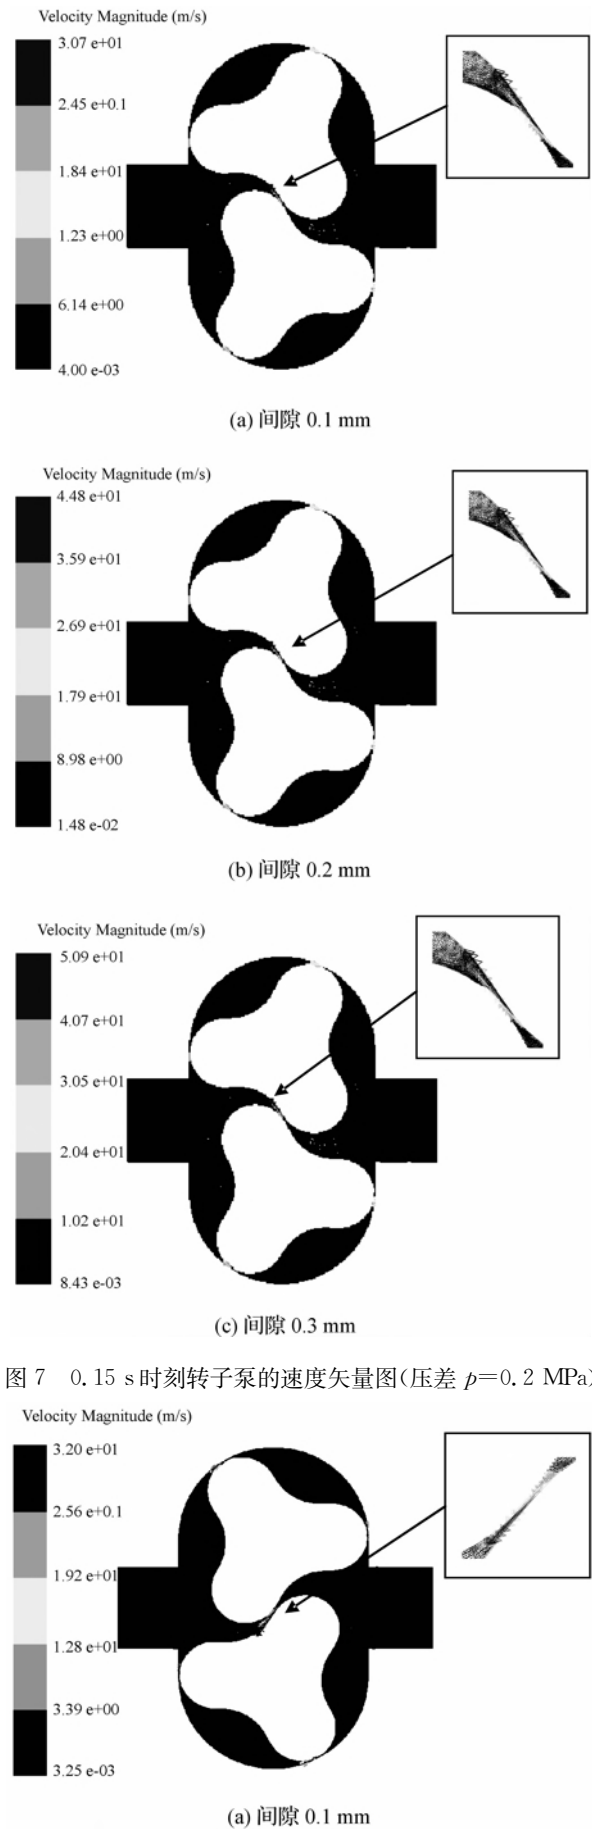 Velocity Magnitude (m/s)
3.07 e+01
2.45 e+0.1
1.84 e+01
1.23 e+00
6.14 e+00
4.00 e-03
(a) 间隙 0.1 mm
Velocity Magnitude (m/s)
4.48 e+01
3.59 e+01
2.69 e+01
1.79 e+01
8.98 e+00
1.48 e-02
(b) 间隙 0.2 mm
Velocity Magnitude (m/s)
5.09 e+01
4.07 e+01
3.05 e+01
2.04 e+01
1.02 e+01
8.43 e-03
(c) 间隙 0.3 mm
图 7 0.15 s时刻转子泵的速度矢量图(压差 p=0.2 MPa)
Velocity Magnitude (m/s)
3.20 e+01
2.56 e+0.1
1.92 e+01
1.28 e+01
3.39 e+00
3.25 e-03
(a) 间隙 0.1 mm